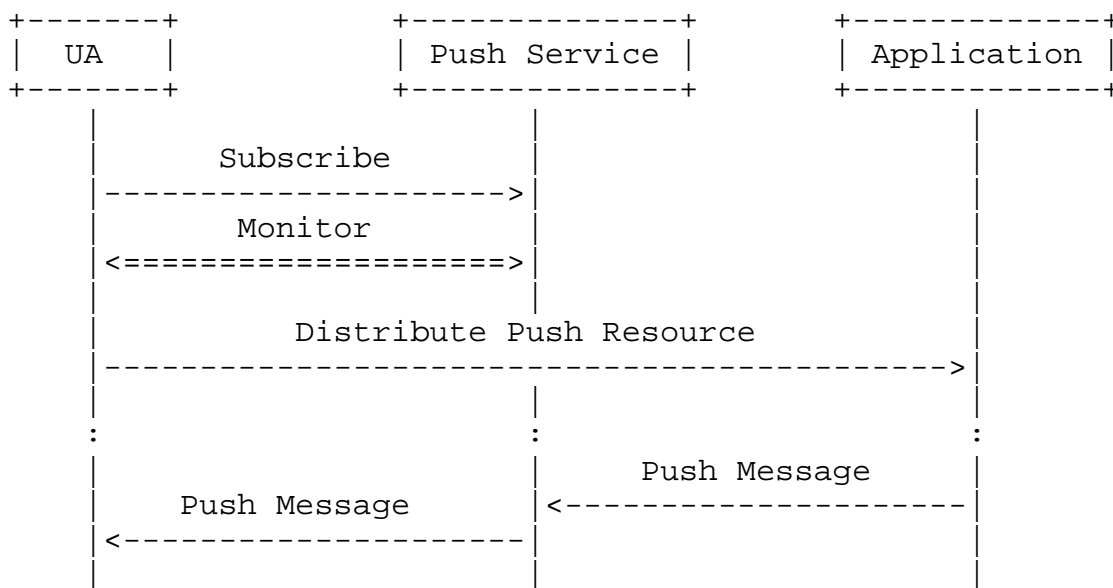 +-------+           +--------------+       +-------------+
|  UA   |           | Push Service |       | Application |
+-------+           +--------------+       +-------------+
    |                      |                      |
    |      Subscribe       |                      |
    |--------------------->|                      |
    |       Monitor        |                      |
    |<====================>|                      |
    |                      |                      |
    |          Distribute Push Resource           |
    |-------------------------------------------->|
    |                      |                      |
    :                      :                      :
    |                      |     Push Message     |
    |    Push Message      |<---------------------|
    |<---------------------|                      |
    |                      |                      |